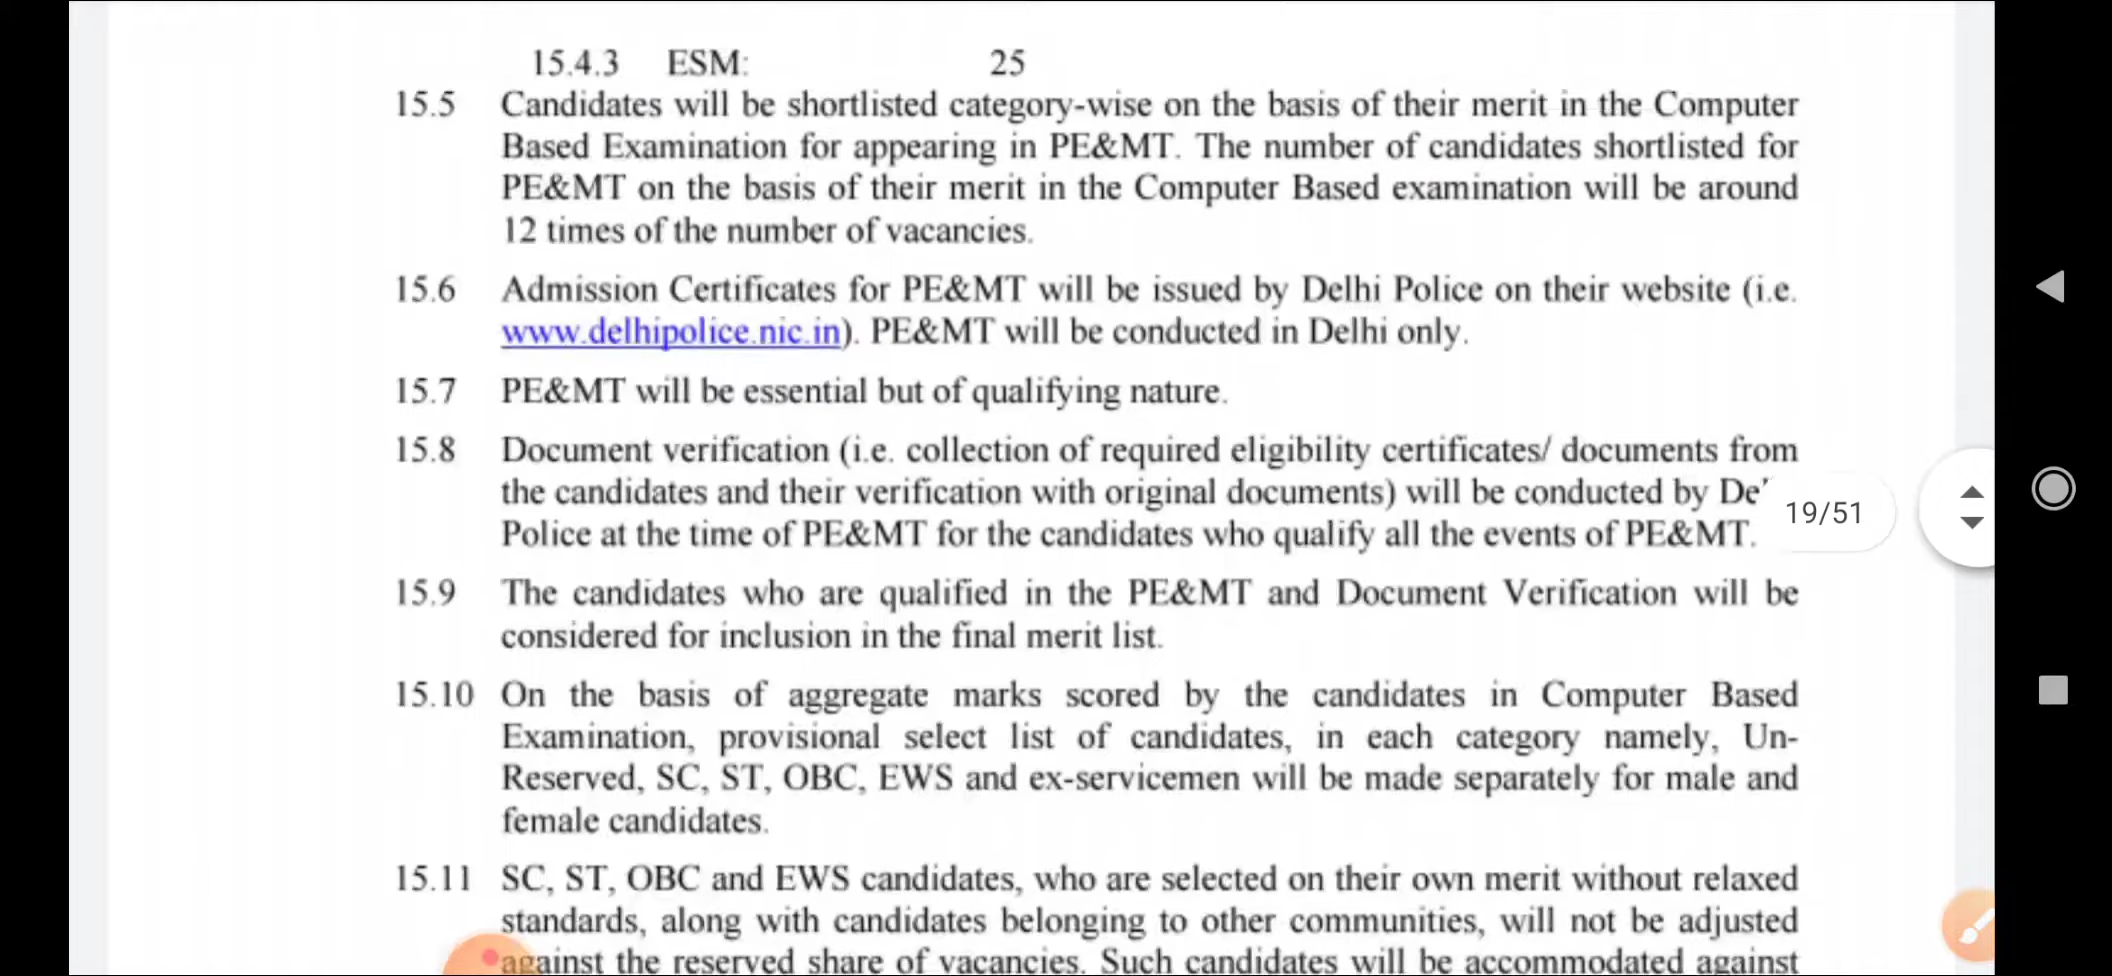 15.4.3 ESM: 25
15.5 Candidates will be shortlisted category-wise on the basis of their merit in the Computer
Based Examination for appearing in PE&MT. The number of candidates shortlisted for
PE&MT on the basis of their merit in the Computer Based examination will be around
12 times of the number of vacancies.
15.6 Admission Certificates for PE&MT will be issued by Delhi Police on their website (i.e.
www.delhipolice.nic.in). PE&MT will be conducted in Delhi only.
15.7 PE&MT will be essential but of qualifying nature.
15.8 Document verification (i.e. collection of required eligibility certificates/ documents from
the candidates and their verification with original documents) will be conducted by
Police at the time of PE&MT for the candidates who qualify all the events of PE&MT.
19/51
15.9 The candidates who are qualified in the PE&MT and Document Verification will be
considered for inclusion in the final merit list.
15.10 On the basis of aggregate marks scored by the candidates in Computer Based
Examination, provisional select list of candidates, in each category namely, Un-
Reserved, SC, ST, OBC, EWS and ex-servicemen will be made separately for male and
female candidates.
15.11 SC, ST, OBC and EWS candidates, who are selected on their own merit without relaxed
standards, along with candidates belonging to other communities, will not be adjusted
against the reserved share of vacancies. Such candidates will be accommodated against